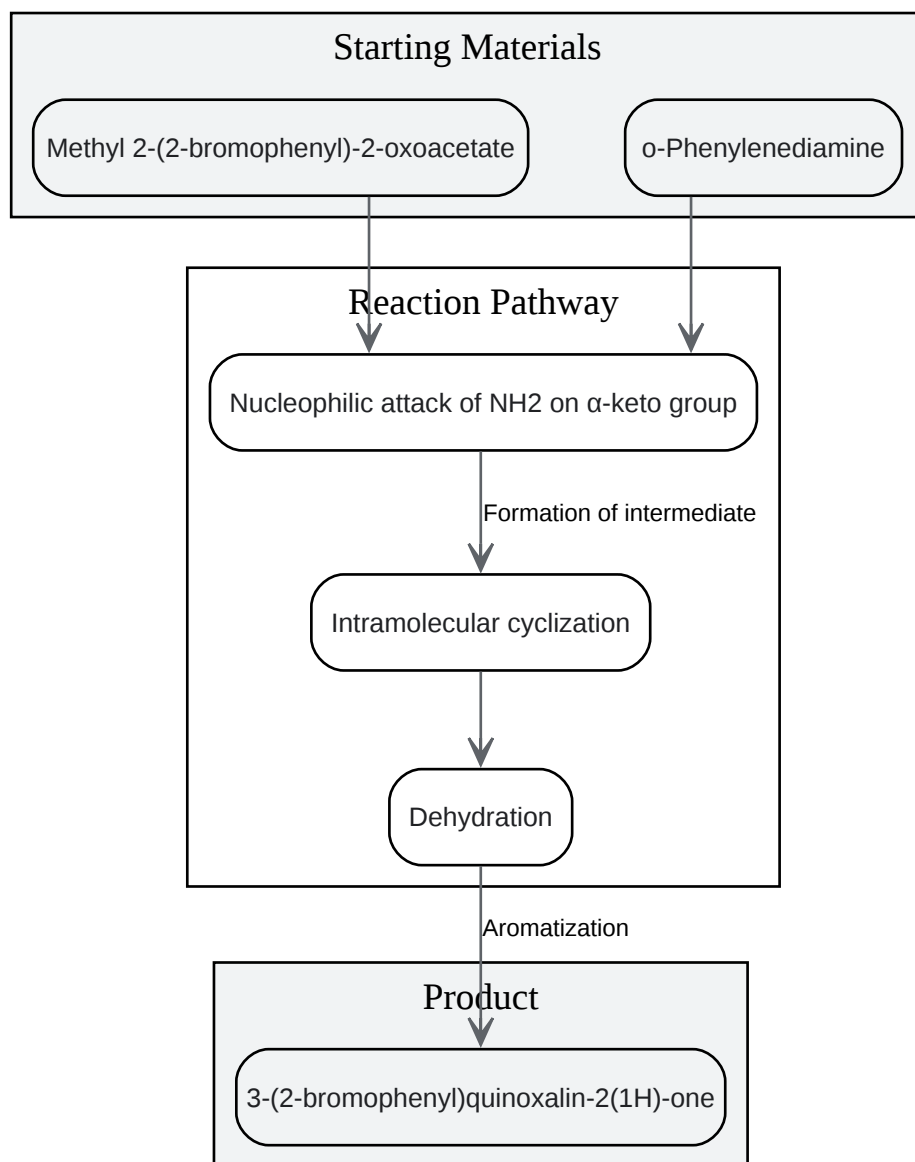 Starting Materials
Methyl 2-(2-bromophenyl)-2-oxoacetate
o-Phenylenediamine
Reaction Pathway
Nucleophilic attack of NH2 on α-keto group
Formation of intermediate
Intramolecular cyclization
Dehydration
Aromatization
Product
3-(2-bromophenyl)quinoxalin-2(1H)-one